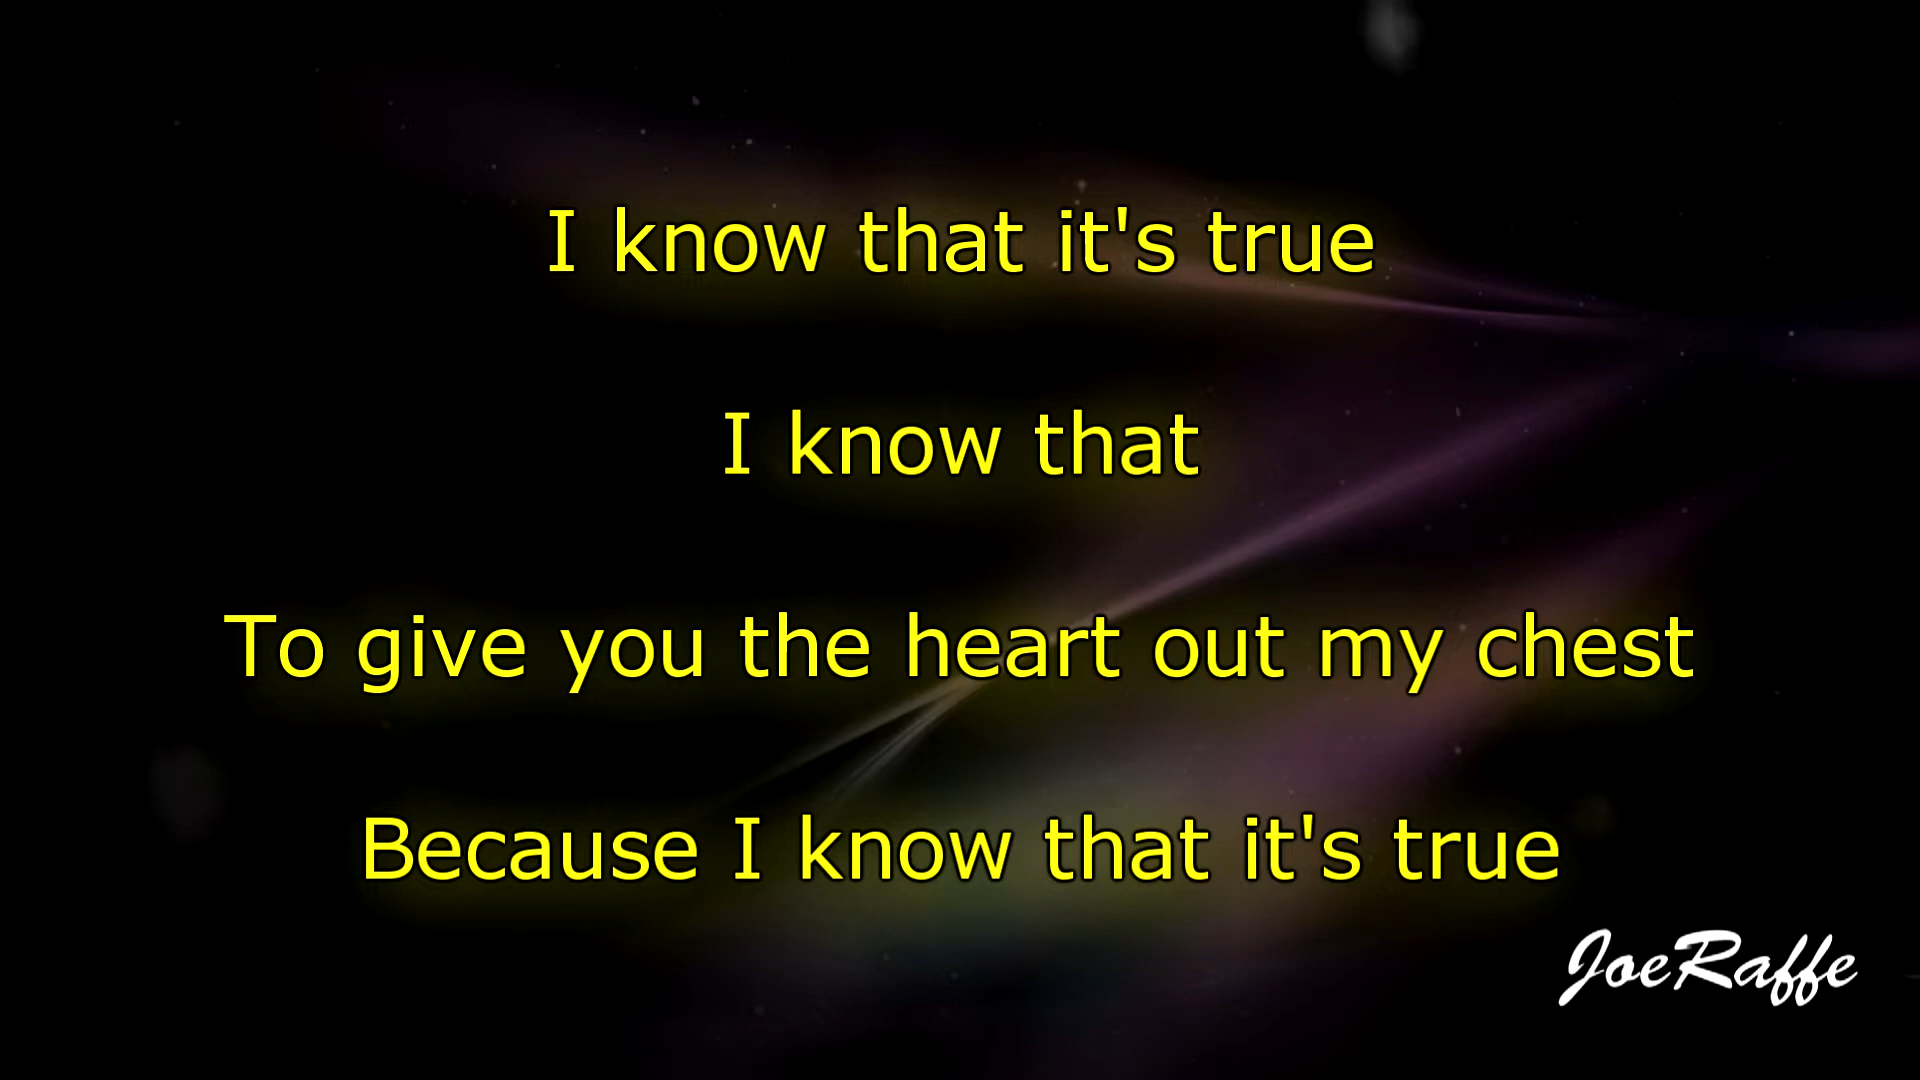 I know that it's true
I know that
To give you the heart out my chest
Because I know that it's true
JoeRaffe